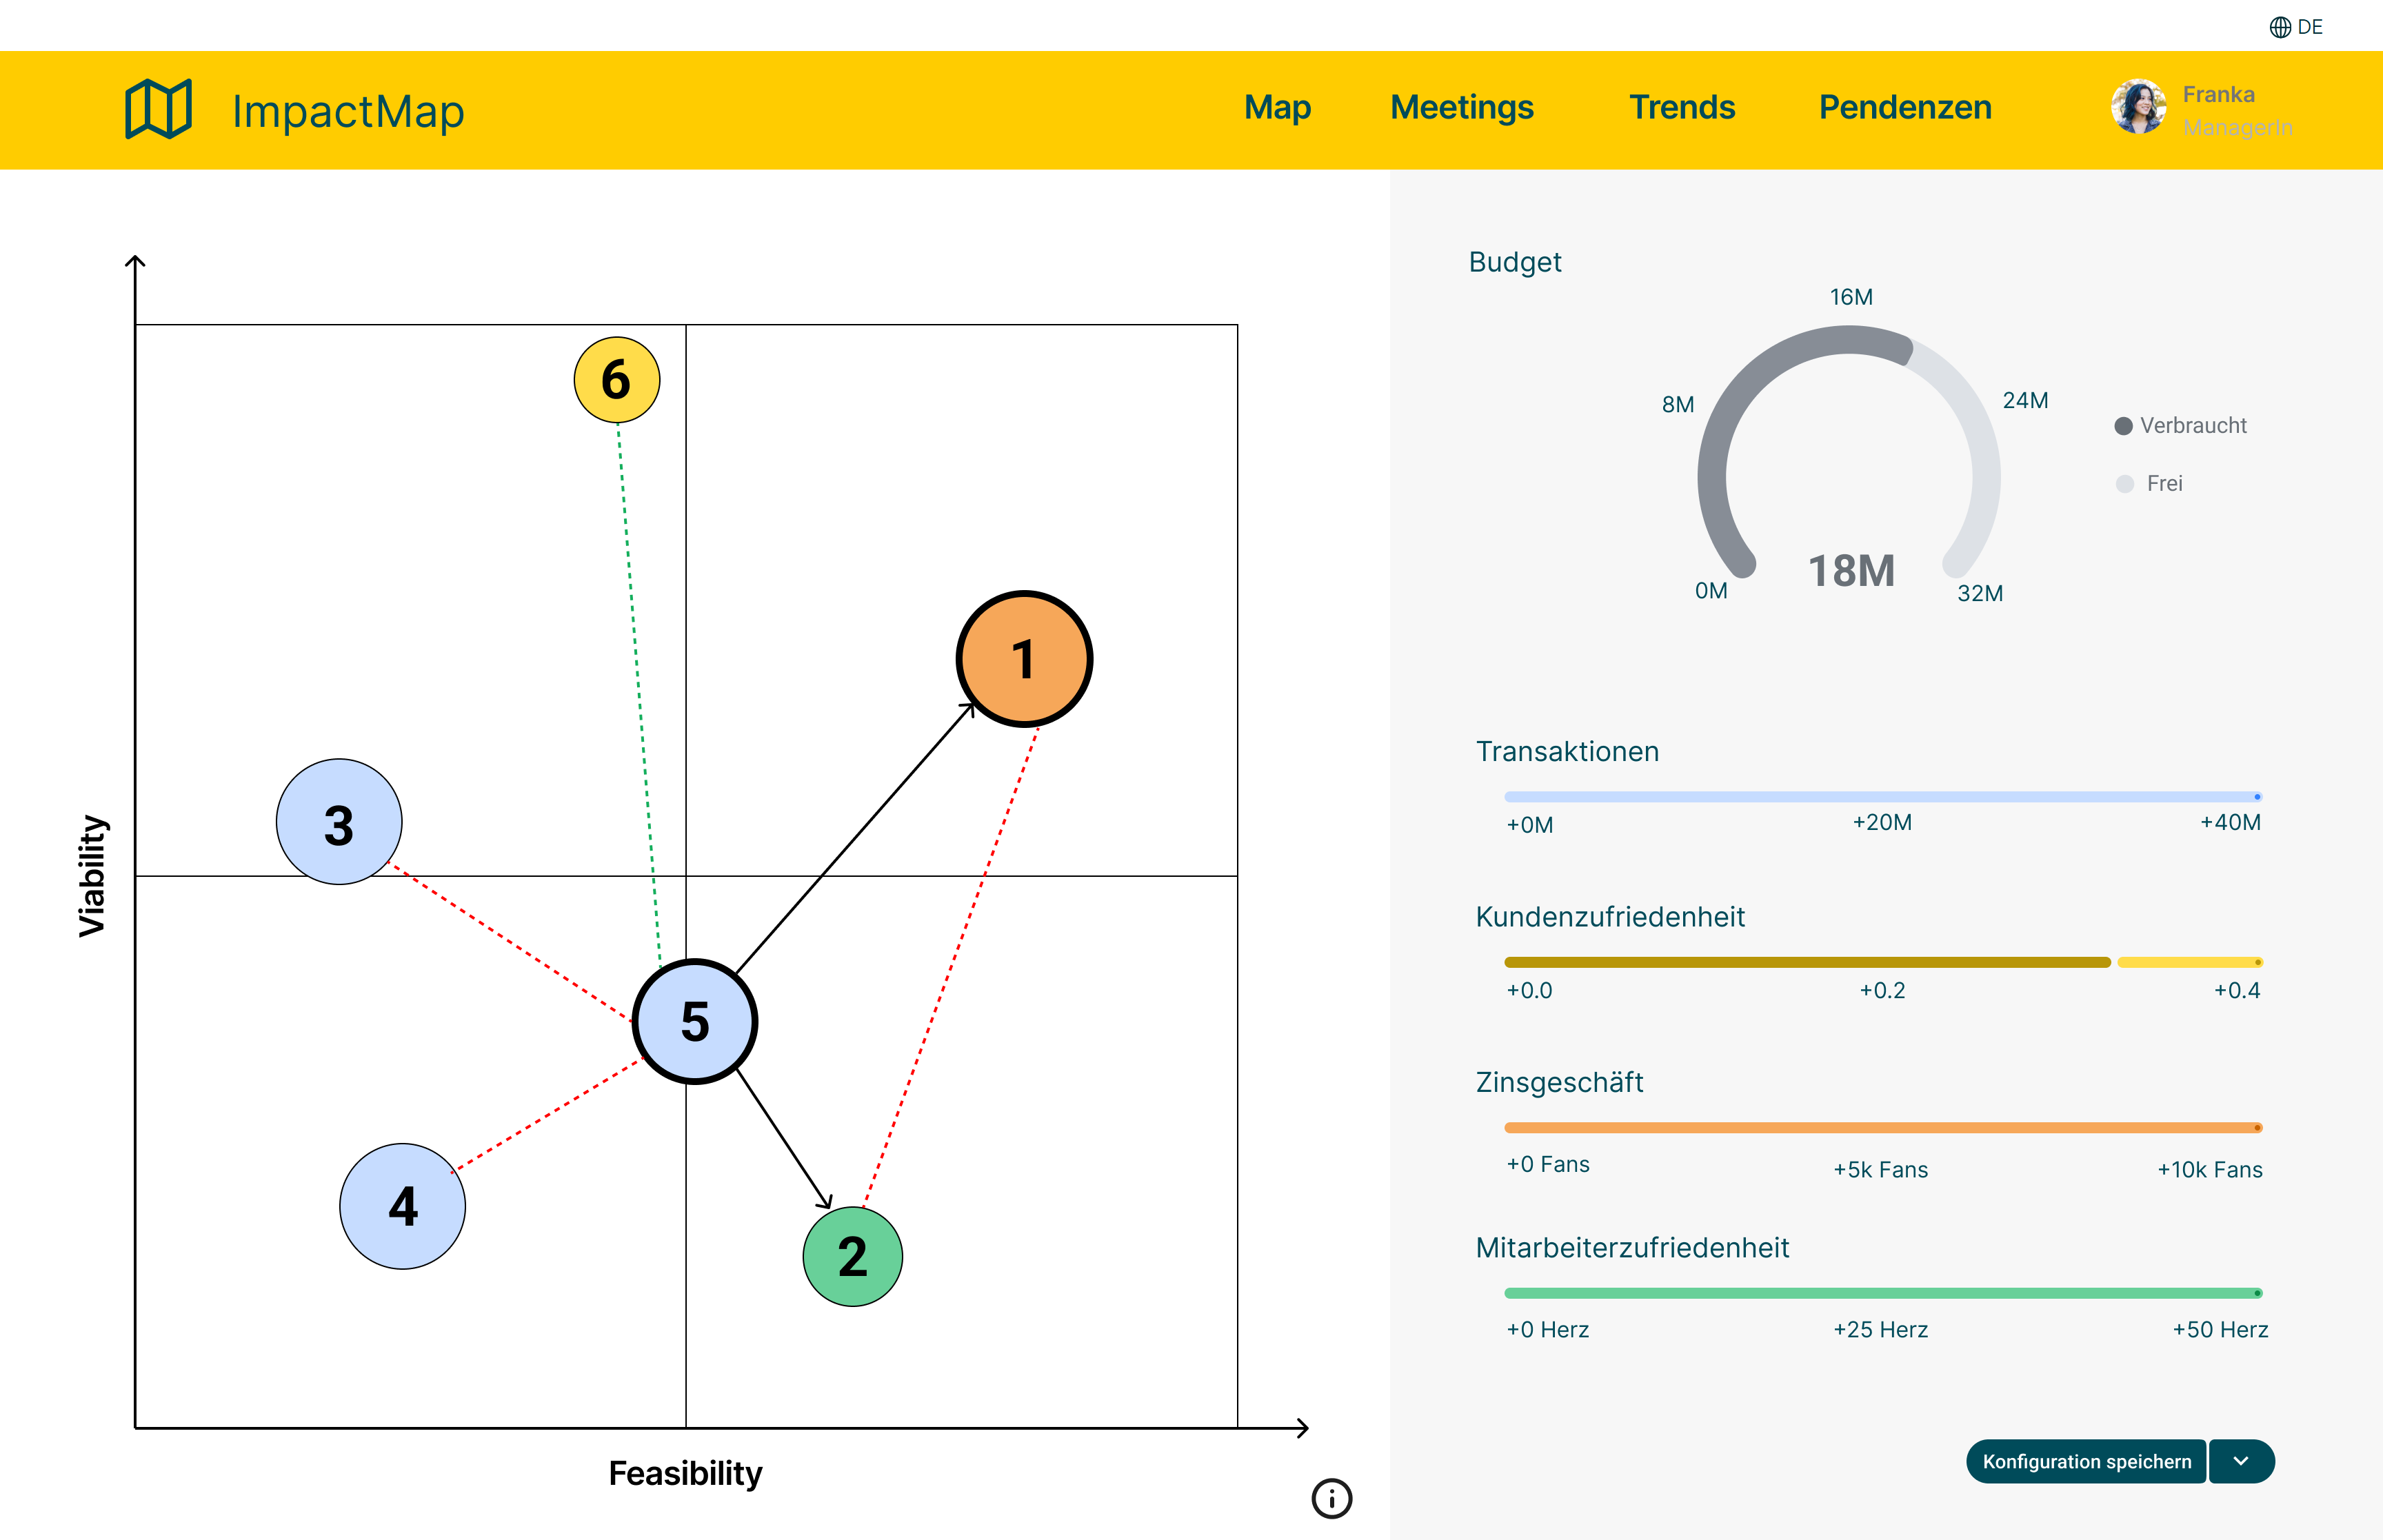 DE
ImpactMap
Map
Meetings
Trends
Pendenzen
Franka
ManagerIn
Viability
6
1
3
5
4
2
Feasibility
Budget
16M
8M
24M
0M
18M
32M
Verbraucht
Frei
Transaktionen
+0M
+20M
+40M
Kundenzufriedenheit
+0.0
+0.2
+0.4
Zinsgeschäft
+0 Fans
+5k Fans
+10k Fans
Mitarbeiterzufriedenheit
+0 Herz
+25 Herz
+50 Herz
Konfiguration speichern